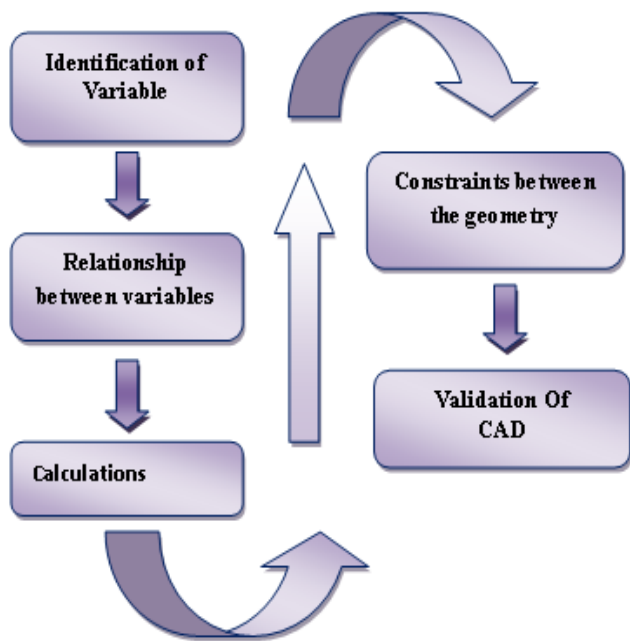 Identification of
Variable
Relationship
between variables
Calculations
Constraints between
the geometry
Validation Of
CAD